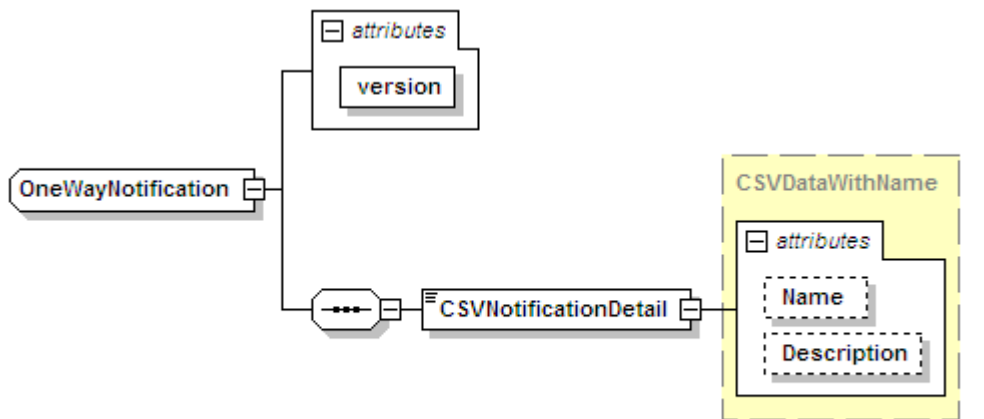 attributes
version
OneWayNotification
CSVDataWithName
attributes
Name
CSVNotificationDetail
Description